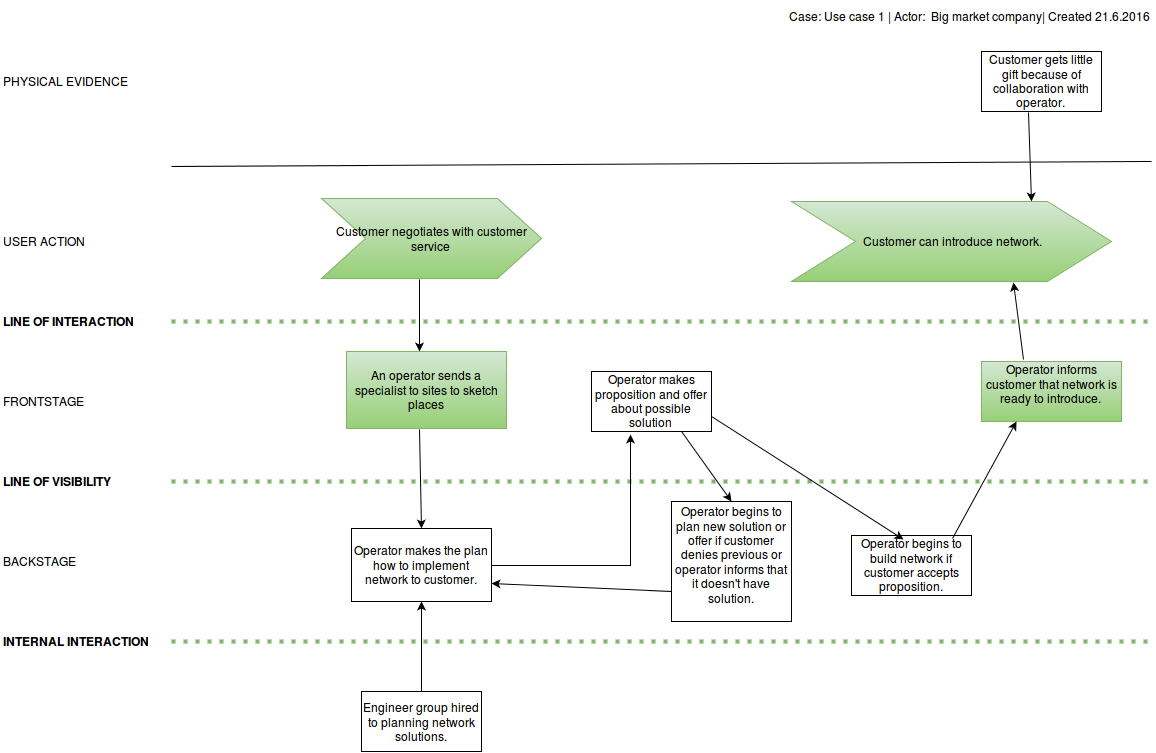 Case: Use case 1 | Actor:  Big market company| Created 21.6.2016
PHYSICAL EVIDENCE
Customer gets little
gift because of
collaboration with
operator.
USER ACTION
Customer negotiates with customer
service
Customer can introduce network.
LINE OF INTERACTION
FRONTSTAGE
An operator sends a
specialist to sites to sketch
places
Operator makes
proposition and offer
about possible
solution
Operator informs
customer that network is
ready to introduce.
LINE OF VISIBILITY
BACKSTAGE
Operator makes the plan
how to implement
network to customer.
Operator begins to
plan new solution or
offer if customer
denies previous or
operator informs that
it doesn't have
solution.
Operator begins to
build network if
customer accepts
proposition.
INTERNAL INTERACTION
Engineer group hired
to planning network
solutions.